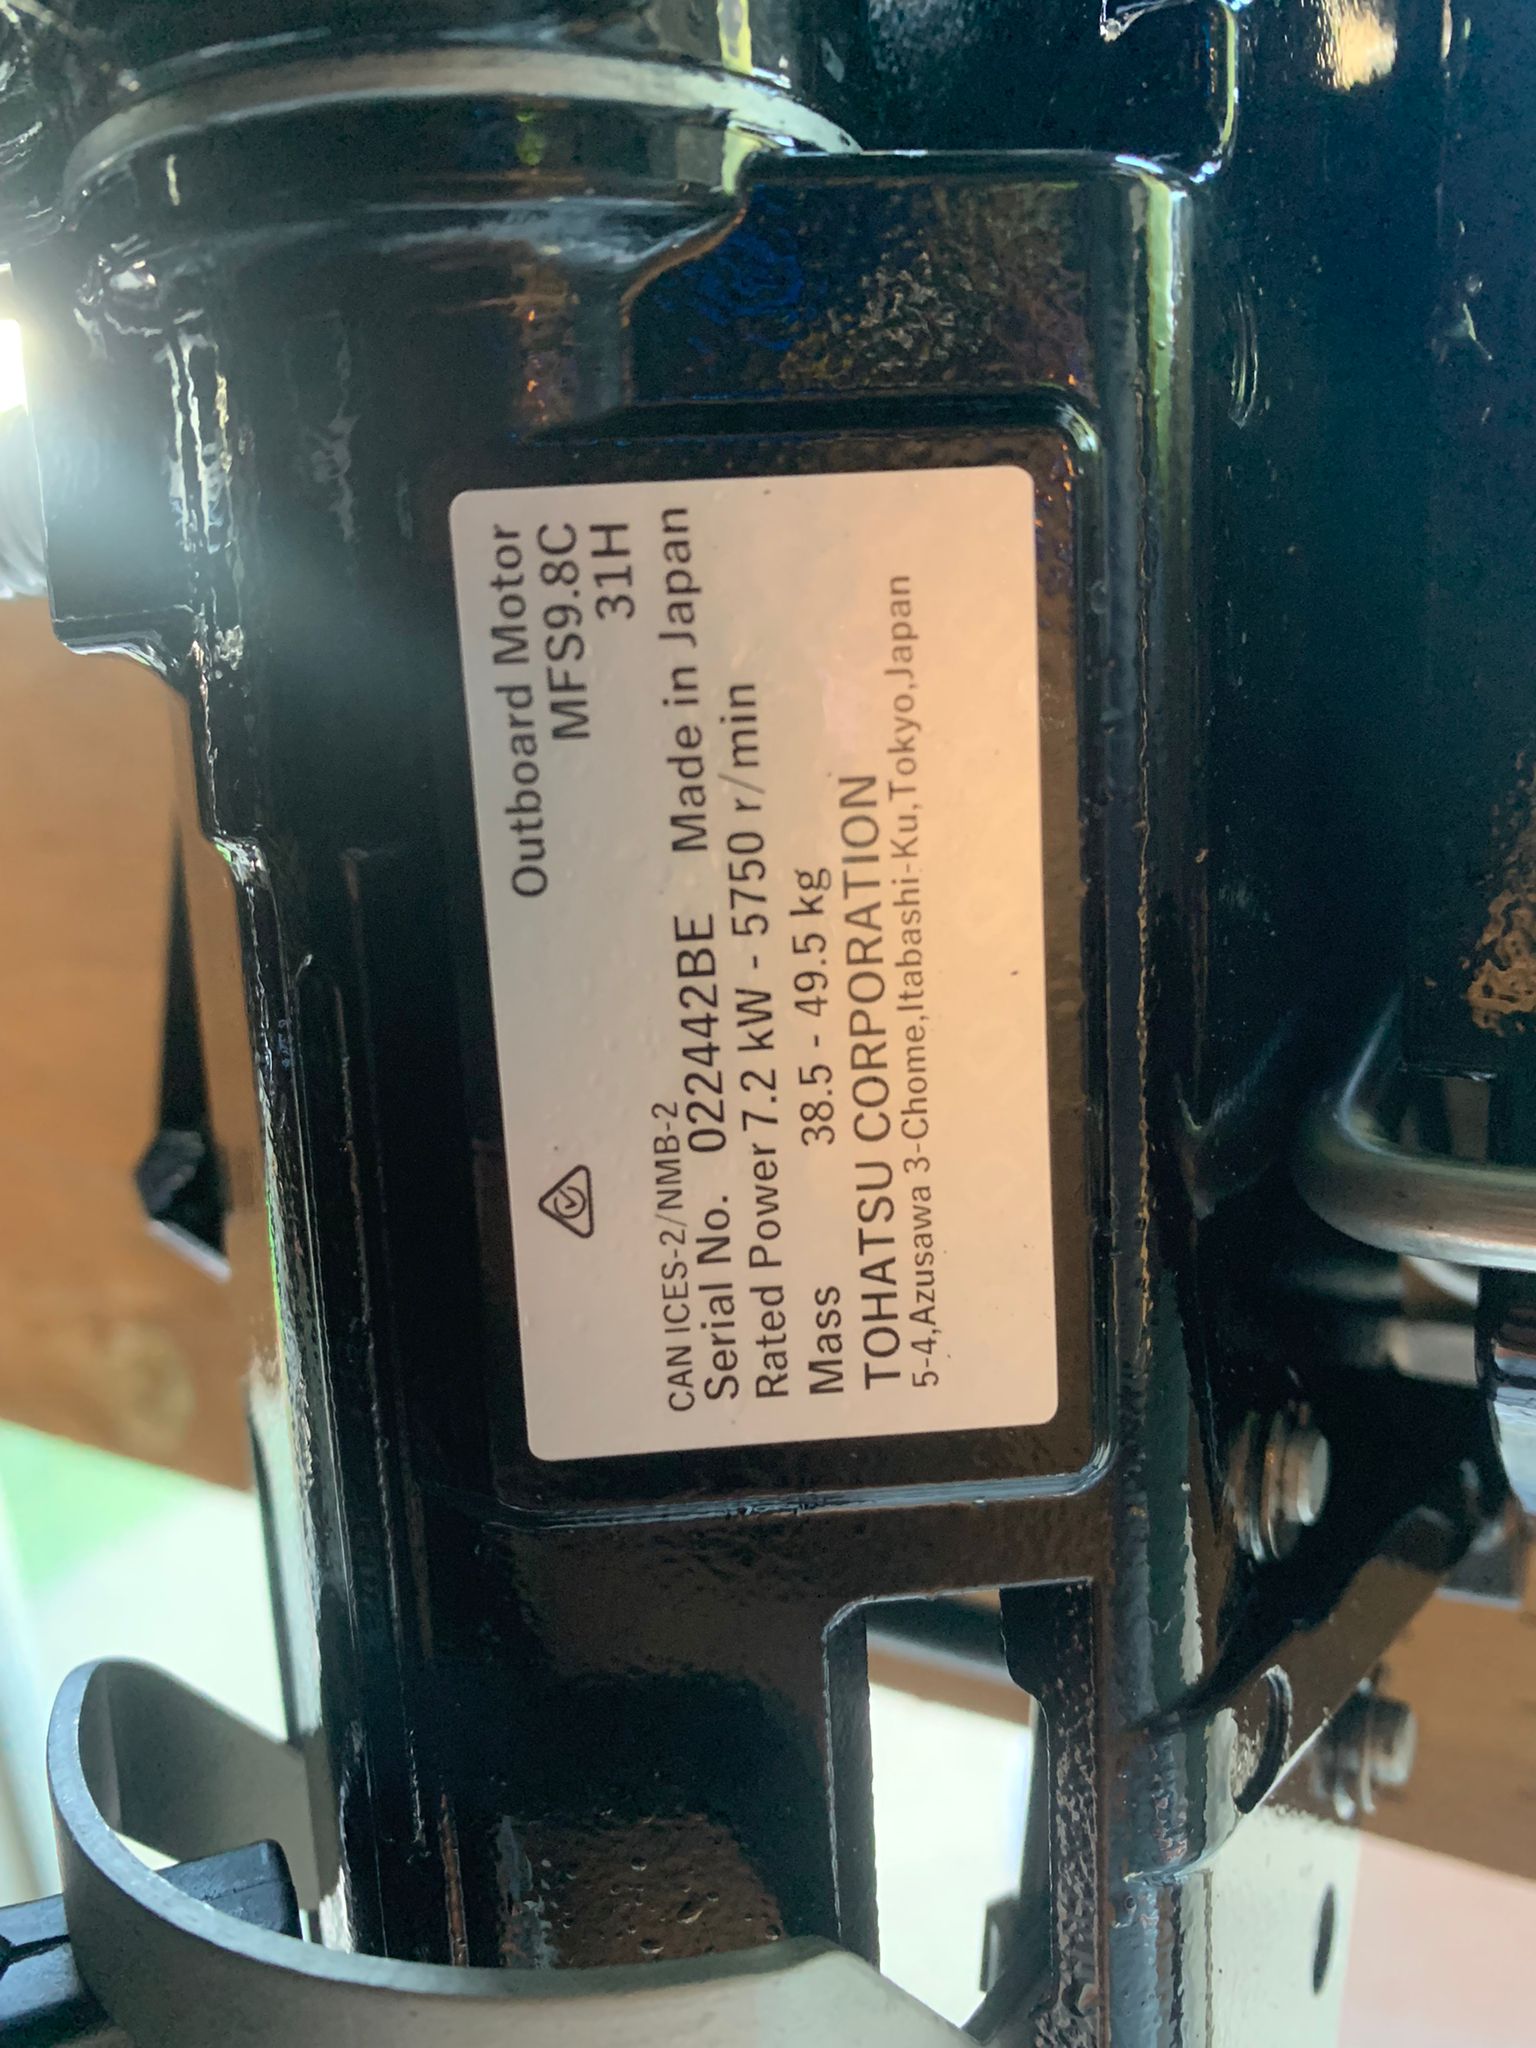 Outboard Motor
MFS9.8C
31H
CAN ICES-2/NMB-2
Serial No. 022442BE Made in Japan
Rated Power 7.2 kW - 5750 r/min
Mass 38.5 - 49.5 kg
TOHATSU CORPORATION
5-4,Azusawa 3-Chome,Itabashi-Ku,Tokyo,Japan